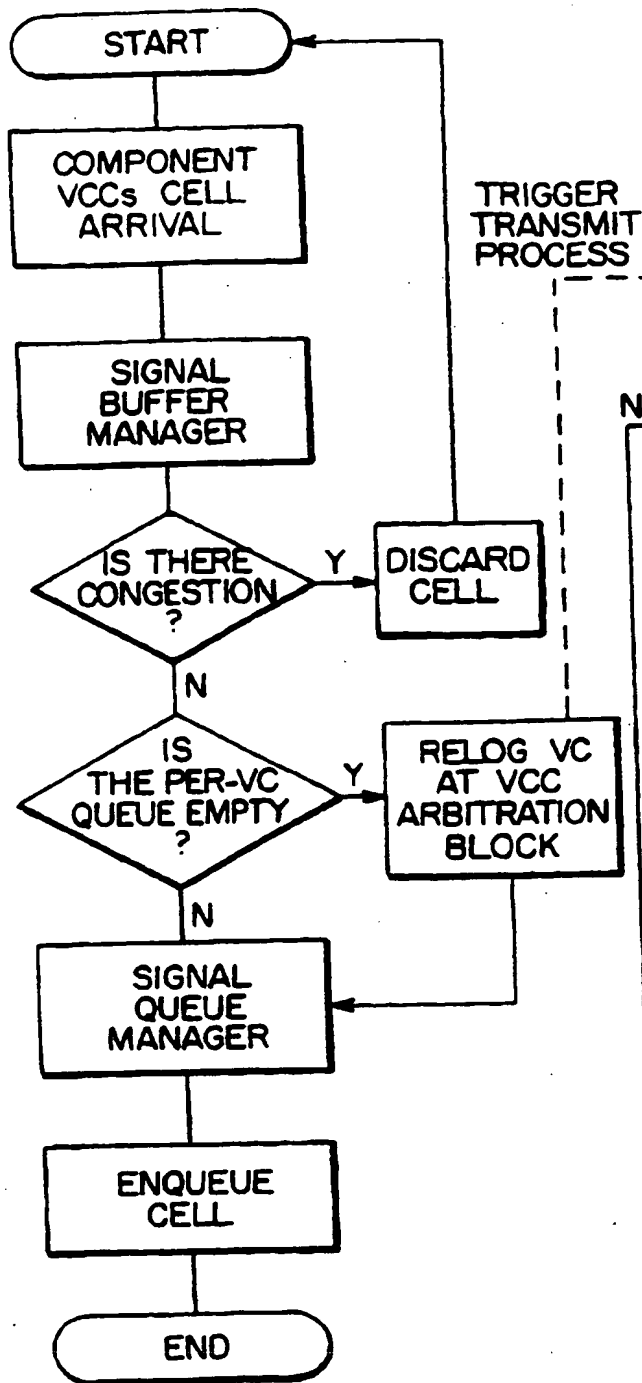 START
COMPONENT
VCCs CELL
ARRIVAL
TRIGGER
TRANSMIT
PROCESS
SIGNAL
BUFFER
MANAGER
N
IS THERE
CONGESTION
?
Y
DISCARD
CELL
N
IS
THE PER-VC
QUEUE EMPTY
?
Y
RELOG VC
AT VCC
ARBITRATION
BLOCK
N
SIGNAL
QUEUE
MANAGER
ENQUEUE
CELL
END